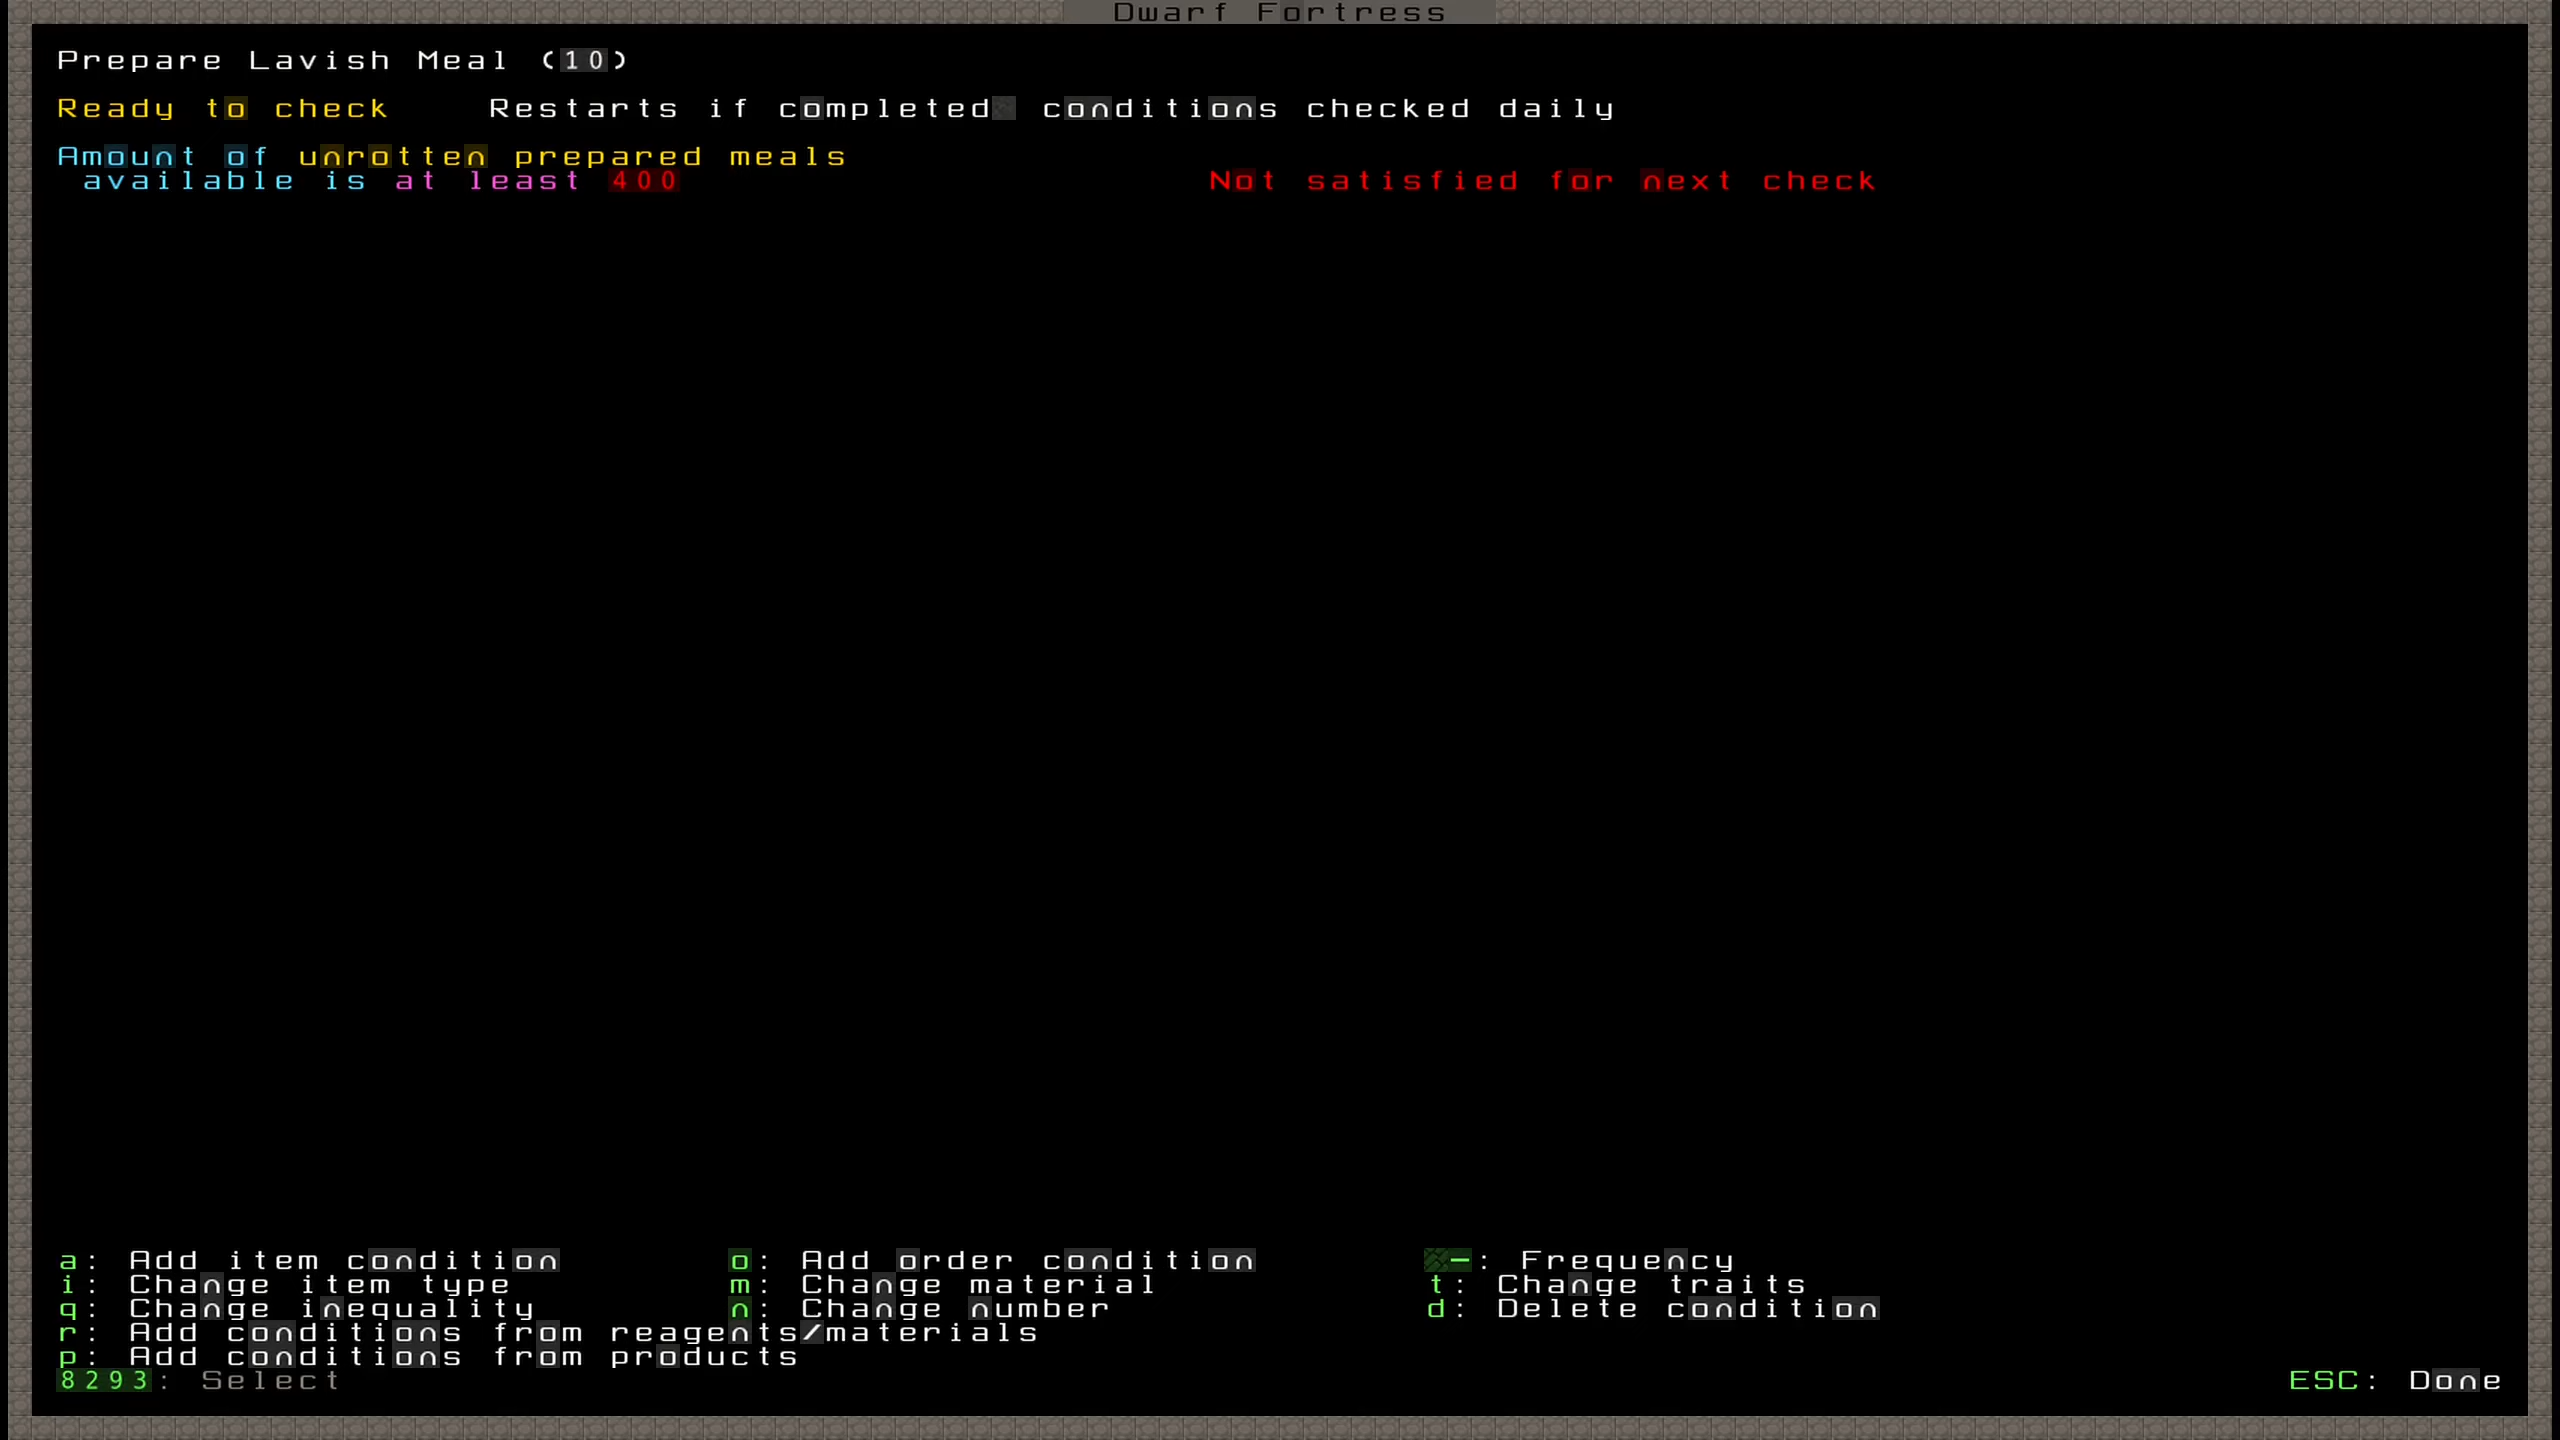 Dwarf Fortress
Prepare Lavish Meal (10)
Ready to check Restarts if completed conditions checked daily
Amount of unrotten prepared meals
available is at least 400 Not satisfied for next check
a: Add item condition o: Add order condition -: Frequency
i: Change item type m: Change material t: Change traits
q: Change inequality n: Change number d: Delete condition
r: Add conditions from reagents/materials
p: Add conditions from products
8293: Select ESC: Done